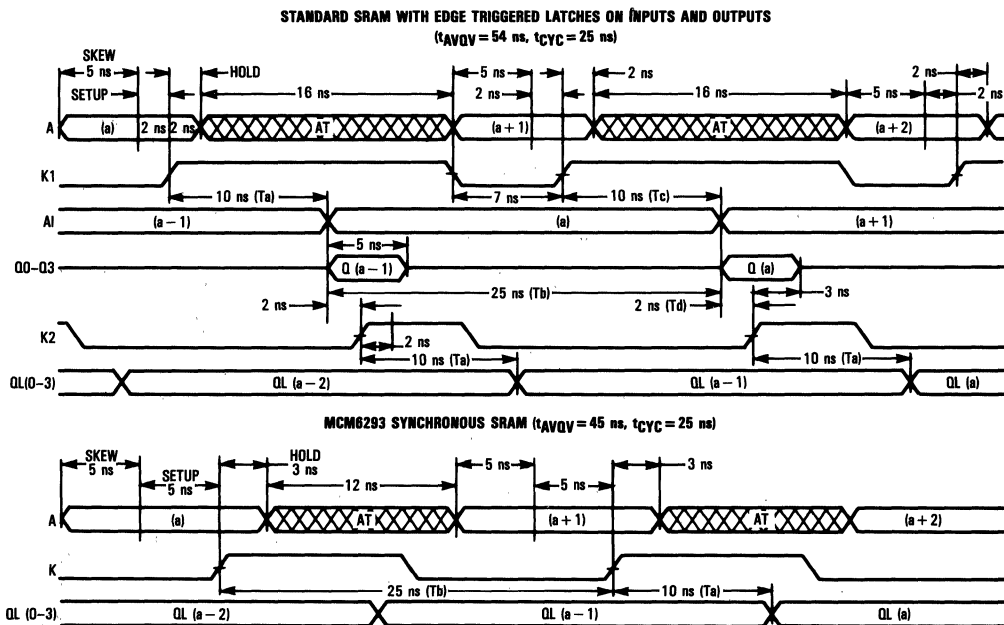 STANDARD SRAM WITH EDGE TRIGGERED LATCHES ON INPUTS AND OUTPUTS
(tAVQV = 54 ns, tCYC = 25 ns)
SKEW
5 ns
HOLD
5 ns
2 ns
2 ns
SETUP
16 ns
2 ns
16 ns
5 ns
2 ns
A
(a)
2 ns
2 ns
AT
(a + 1)
AT
(a + 2)
K1
10 ns (Ta)
7 ns
10 ns (Tc)
AI
(a − 1)
(a)
(a + 1)
5 ns
Q0-Q3
Q (a − 1)
Q (a)
2 ns
25 ns (Tb)
2 ns (Td)
3 ns
K2
2 ns
10 ns (Ta)
10 ns (Ta)
QL(0-3)
QL (a − 2)
QL (a − 1)
QL (a)
MCM6293 SYNCHRONOUS SRAM (tAVQV = 45 ns, tCYC = 25 ns)
SKEW
5 ns
SETUP
5 ns
HOLD
3 ns
12 ns
5 ns
5 ns
3 ns
A
(a)
AT
(a + 1)
AT
(a + 2)
K
25 ns (Tb)
10 ns (Ta)
QL (0-3)
QL (a − 2)
QL (a − 1)
QL (a)